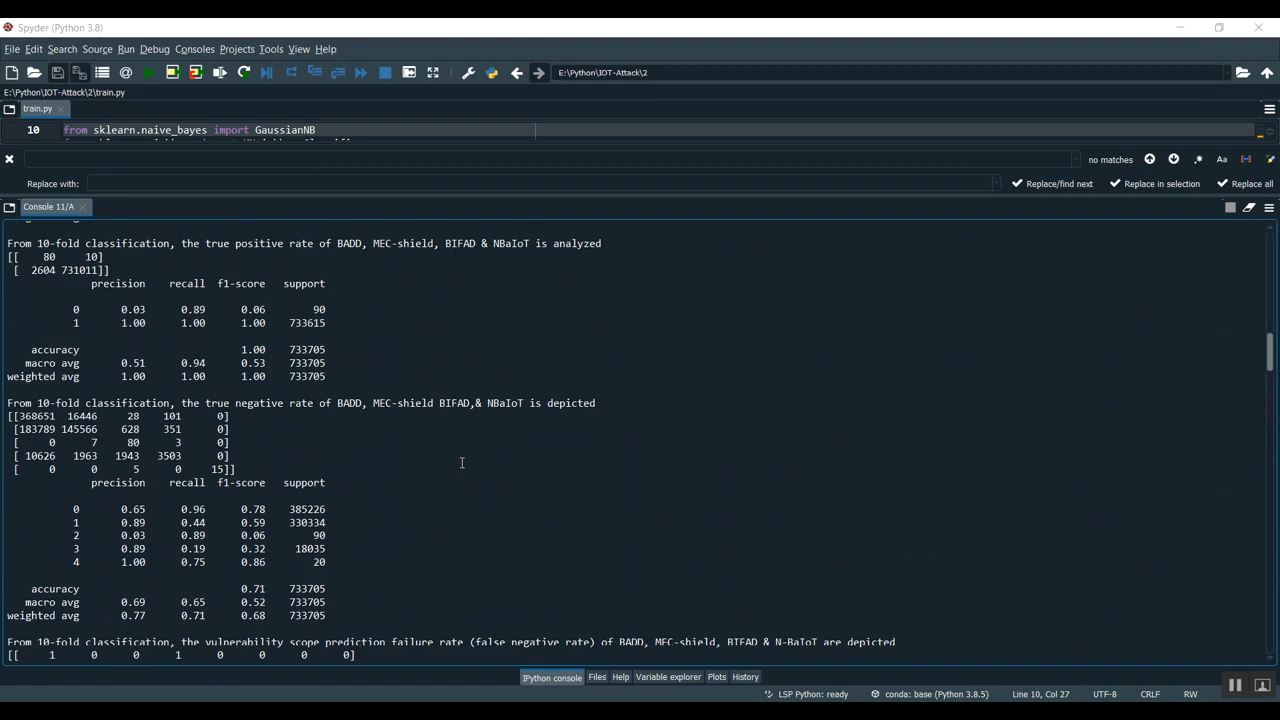 Spyder (Python 3.8)
File Edit Search Source Run Debug Consoles Projects Tools View Help
E:\Python\IOT-Attack\2
E:\Python\IOT-Attack\2\train.py
train.py
10 from sklearn.naive_bayes import GaussianNB
no matches
Aa
Replace with:
Replace/find next Replace in selection Replace all
Console 11/A
From 10-fold classification, the true positive rate of BADD, MEC-shield, BIFAD & NBaIoT is analyzed
[[ 80 10]
[ 2604 731011]]
precision recall f1-score support
0 0.03 0.89 0.06 90
1 1.00 1.00 1.00 733615
accuracy 1.00 733705
macro avg 0.51 0.94 0.53 733705
weighted avg 1.00 1.00 1.00 733705
From 10-fold classification, the true negative rate of BADD, MEC-shield BIFAD,& NBaIoT is depicted
[[368651 16446 28 101 0]
[183789 145566 628 351 0]
[ 0 7 80 3 0]
[ 10626 1963 1943 3503 0]
[ 0 0 5 0 15]]
precision recall f1-score support
0 0.65 0.96 0.78 385226
1 0.89 0.44 0.59 330334
2 0.03 0.89 0.06 90
3 0.89 0.19 0.32 18035
4 1.00 0.75 0.86 20
accuracy 0.71 733705
macro avg 0.69 0.65 0.52 733705
weighted avg 0.77 0.71 0.68 733705
From 10-fold classification, the vulnerability scope prediction failure rate (false negative rate) of BADD, MEC-shield, BIFAD & N-BaIoT are depicted
[[ 1 0 0 1 0 0 0 0]
IPython console Files Help Variable explorer Plots History
LSP Python: ready conda: base (Python 3.8.5) Line 10, Col 27 UTF-8 CRLF RW